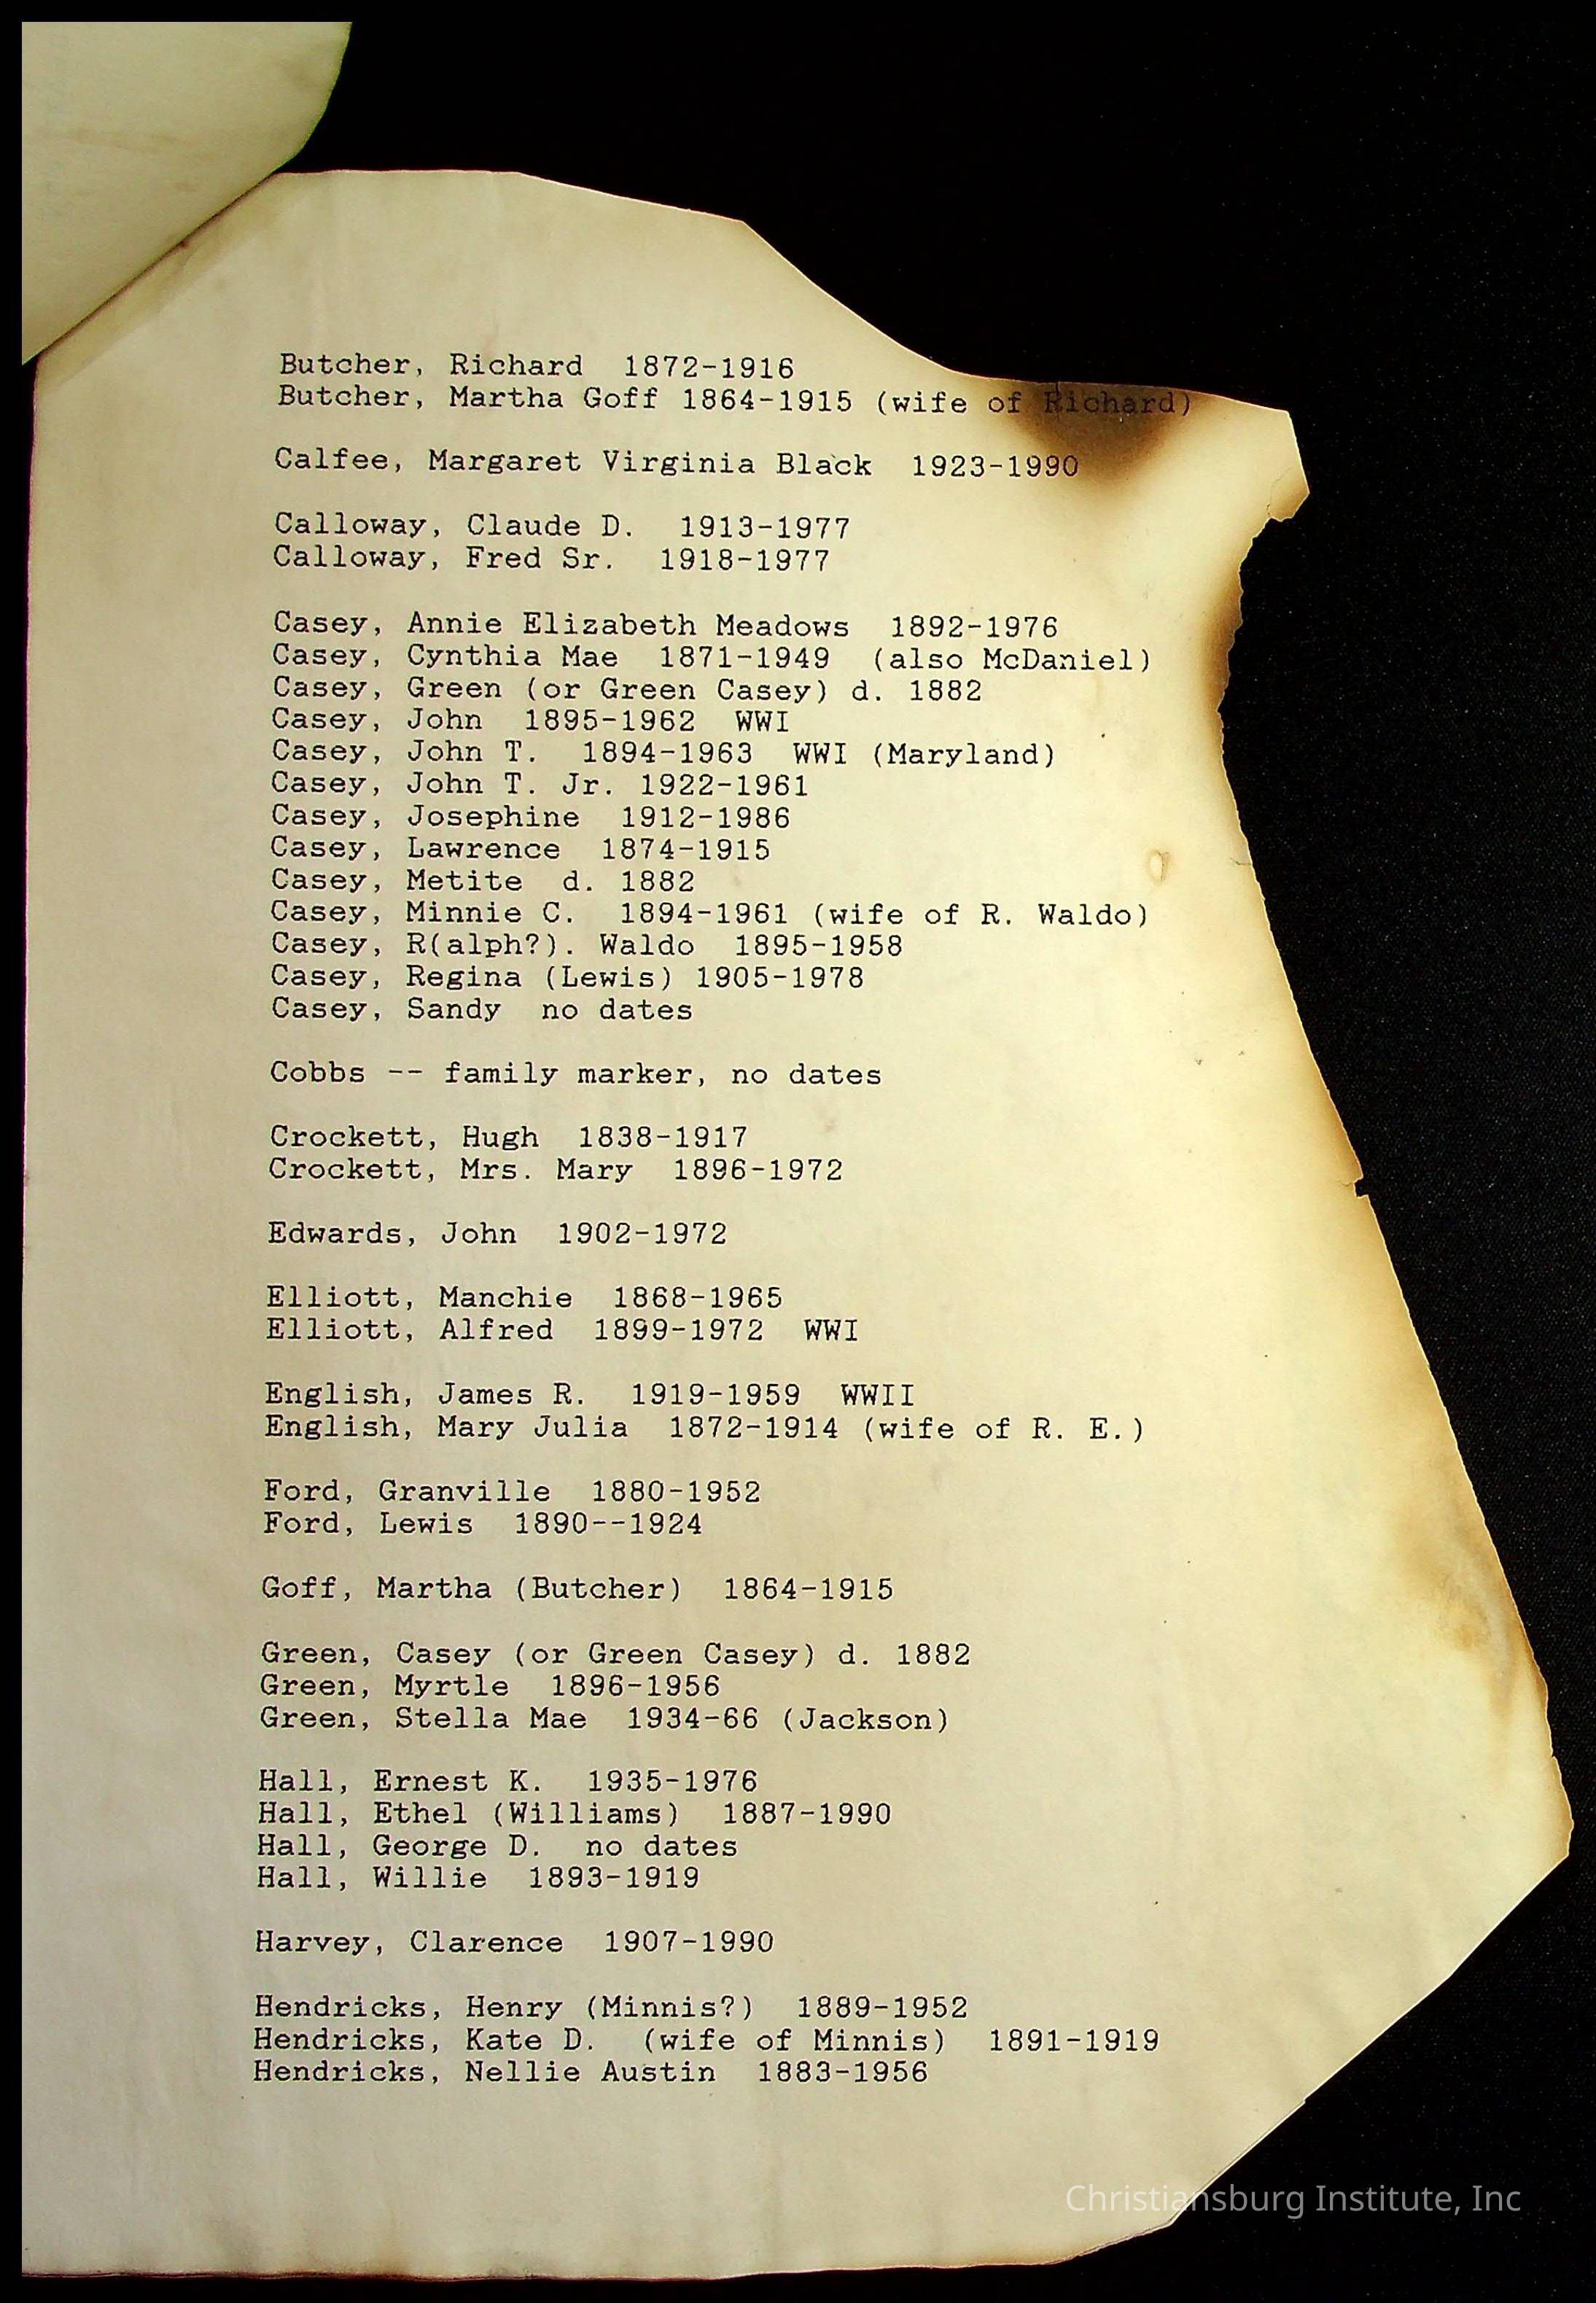 Butcher, Richard  1872-1916
Butcher, Martha Goff 1864-1915 (wife of Richard)
Calfee, Margaret Virginia Black  1923-1990
Calloway, Claude D.  1913-1977
Calloway, Fred Sr.  1918-1977
Casey, Annie Elizabeth Meadows  1892-1976
Casey, Cynthia Mae  1871-1949  (also McDaniel)
Casey, Green (or Green Casey) d. 1882
Casey, John  1895-1962  WWI
Casey, John T.  1894-1963  WWI (Maryland)
Casey, John T. Jr. 1922-1961
Casey, Josephine  1912-1986
Casey, Lawrence  1874-1915
Casey, Metite  d. 1882
Casey, Minnie C.  1894-1961 (wife of R. Waldo)
Casey, R(alph?). Waldo  1895-1958
Casey, Regina (Lewis) 1905-1978
Casey, Sandy  no dates
Cobbs -- family marker, no dates
Crockett, Hugh  1838-1917
Crockett, Mrs. Mary  1896-1972
Edwards, John  1902-1972
Elliott, Manchie  1868-1965
Elliott, Alfred  1899-1972  WWI
English, James R.  1919-1959  WWII
English, Mary Julia  1872-1914 (wife of R. E.)
Ford, Granville  1880-1952
Ford, Lewis  1890--1924
Goff, Martha (Butcher)  1864-1915
Green, Casey (or Green Casey) d. 1882
Green, Myrtle  1896-1956
Green, Stella Mae  1934-66 (Jackson)
Hall, Ernest K.  1935-1976
Hall, Ethel (Williams)  1887-1990
Hall, George D.  no dates
Hall, Willie  1893-1919
Harvey, Clarence  1907-1990
Hendricks, Henry (Minnis?)  1889-1952
Hendricks, Kate D.  (wife of Minnis)  1891-1919
Hendricks, Nellie Austin  1883-1956
Christiansburg Institute, Inc